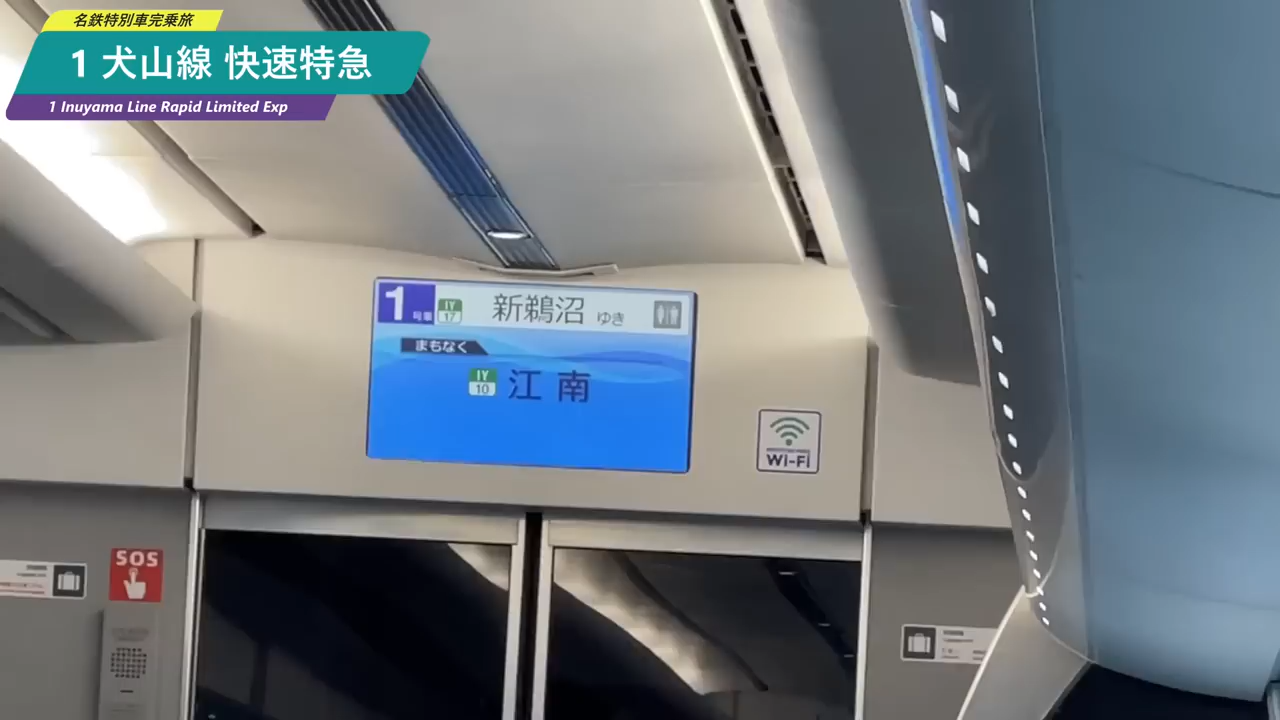 名鉄特別車完乗旅
1 犬山線 快速特急
1 Inuyama Line Rapid Limited Exp
1 号車 IY 17 新鵜沼 ゆき
まもなく
IY 10 江南
Wi-Fi
SOS